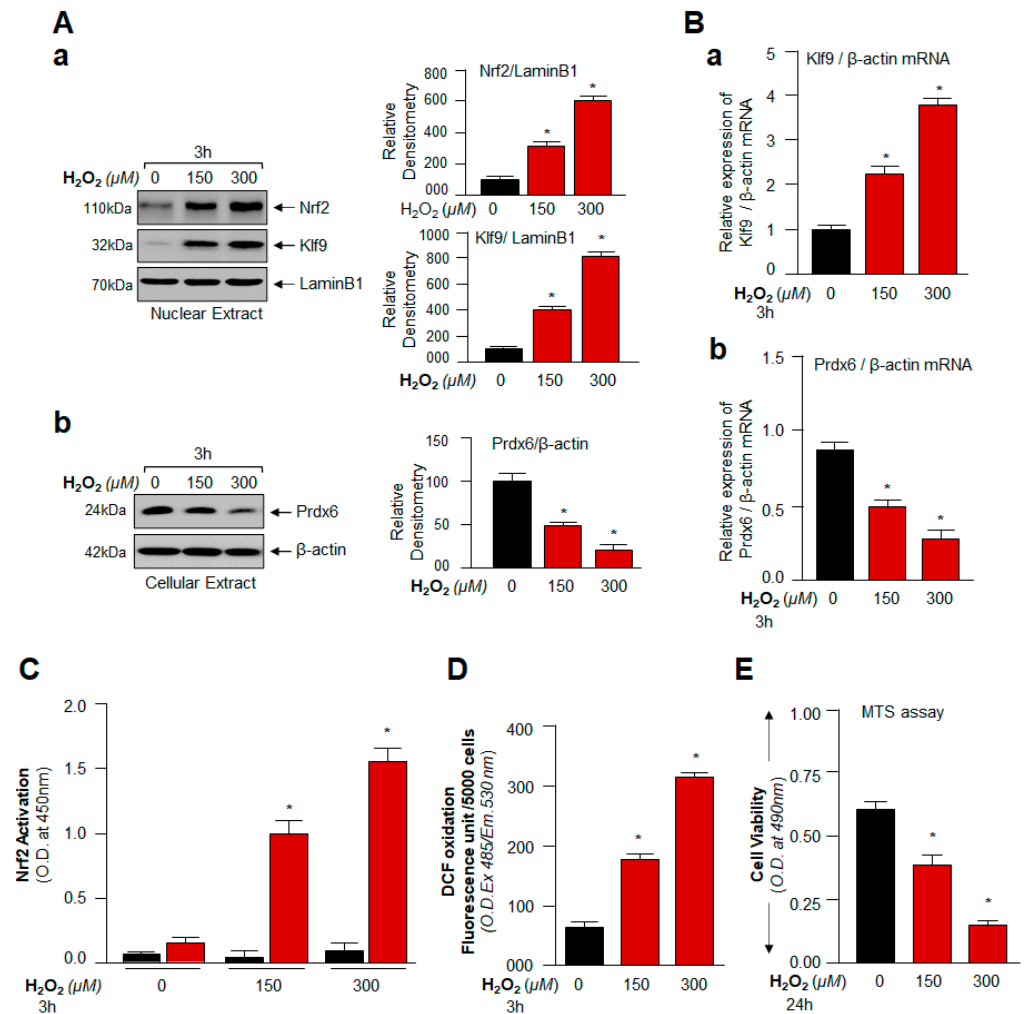 A
a
3h
H₂O₂ (µM) 0 150 300
110kDa Nrf2
32kDa Klf9
70kDa LaminB1
Nuclear Extract
Nrf2/LaminB1
Relative
Densitometry
800
600
400
200
000
* *
H₂O₂ (µM) 0 150 300
Klf9/ LaminB1
Relative
Densitometry
1000
800
600
400
200
000
* *
H₂O₂ (µM) 0 150 300
b
3h
H₂O₂ (µM) 0 150 300
24kDa Prdx6
42kDa β-actin
Cellular Extract
Prdx6/β-actin
Relative
Densitometry
150
100
50
00
* *
H₂O₂ (µM) 0 150 300
B
a
Klf9 / β-actin mRNA
Relative expression of
Klf9 / β-actin mRNA
5
4
3
2
1
0
* *
H₂O₂ (µM) 0 150 300
3h
b
Prdx6 / β-actin mRNA
Relative expression of
Prdx6 / β-actin mRNA
1.5
1.0
0.5
0.0
* *
H₂O₂ (µM) 0 150 300
3h
C
Nrf2 Activation
(O.D. at 450nm)
2.0
1.5
1.0
0.5
0.0
* *
H₂O₂ (µM) 0 150 300
3h
D
DCF oxidation
Fluorescence unit /5000 cells
(O.D.Ex 485/Em.530 nm)
400
300
200
100
000
* *
H₂O₂ (µM) 0 150 300
3h
E
MTS assay
Cell Viability
(O.D. at 490nm)
1.00
0.75
0.50
0.25
0.00
* *
H₂O₂ (µM) 0 150 300
24h